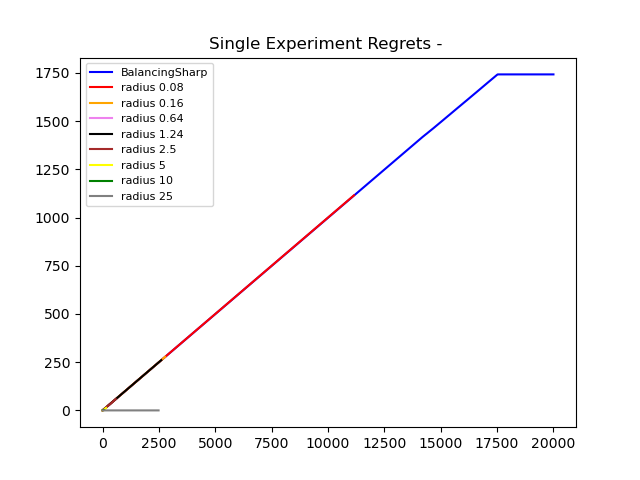 Single Experiment Regrets -
1750
1500
1250
1000
750
500
250
0
BalancingSharp
radius 0.08
radius 0.16
radius 0.64
radius 1.24
radius 2.5
radius 5
radius 10
radius 25
0 2500 5000 7500 10000 12500 15000 17500 20000